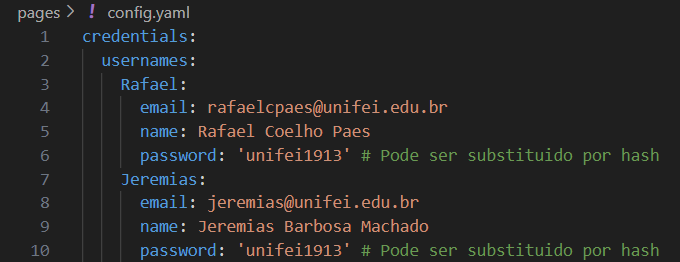 pages > ! config.yaml
1 credentials:
2 usernames:
3 Rafael:
4 email: rafaelcpaes@unifei.edu.br
5 name: Rafael Coelho Paes
6 password: 'unifei1913' # Pode ser substituido por hash
7 Jeremias:
8 email: jeremias@unifei.edu.br
9 name: Jeremias Barbosa Machado
10 password: 'unifei1913' # Pode ser substituido por hash